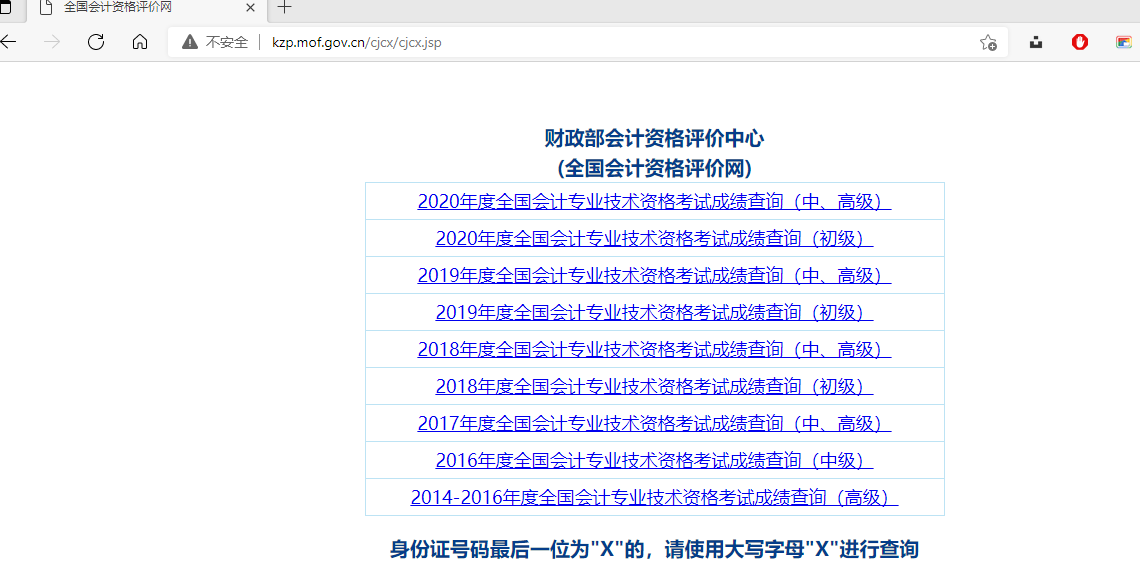 全国会计资格评价网
不安全 kzp.mof.gov.cn/cjcx/cjcx.jsp
财政部会计资格评价中心
(全国会计资格评价网)
2020年度全国会计专业技术资格考试成绩查询（中、高级）
2020年度全国会计专业技术资格考试成绩查询（初级）
2019年度全国会计专业技术资格考试成绩查询（中、高级）
2019年度全国会计专业技术资格考试成绩查询（初级）
2018年度全国会计专业技术资格考试成绩查询（中、高级）
2018年度全国会计专业技术资格考试成绩查询（初级）
2017年度全国会计专业技术资格考试成绩查询（中、高级）
2016年度全国会计专业技术资格考试成绩查询（中级）
2014-2016年度全国会计专业技术资格考试成绩查询（高级）
身份证号码最后一位为"X"的，请使用大写字母"X"进行查询